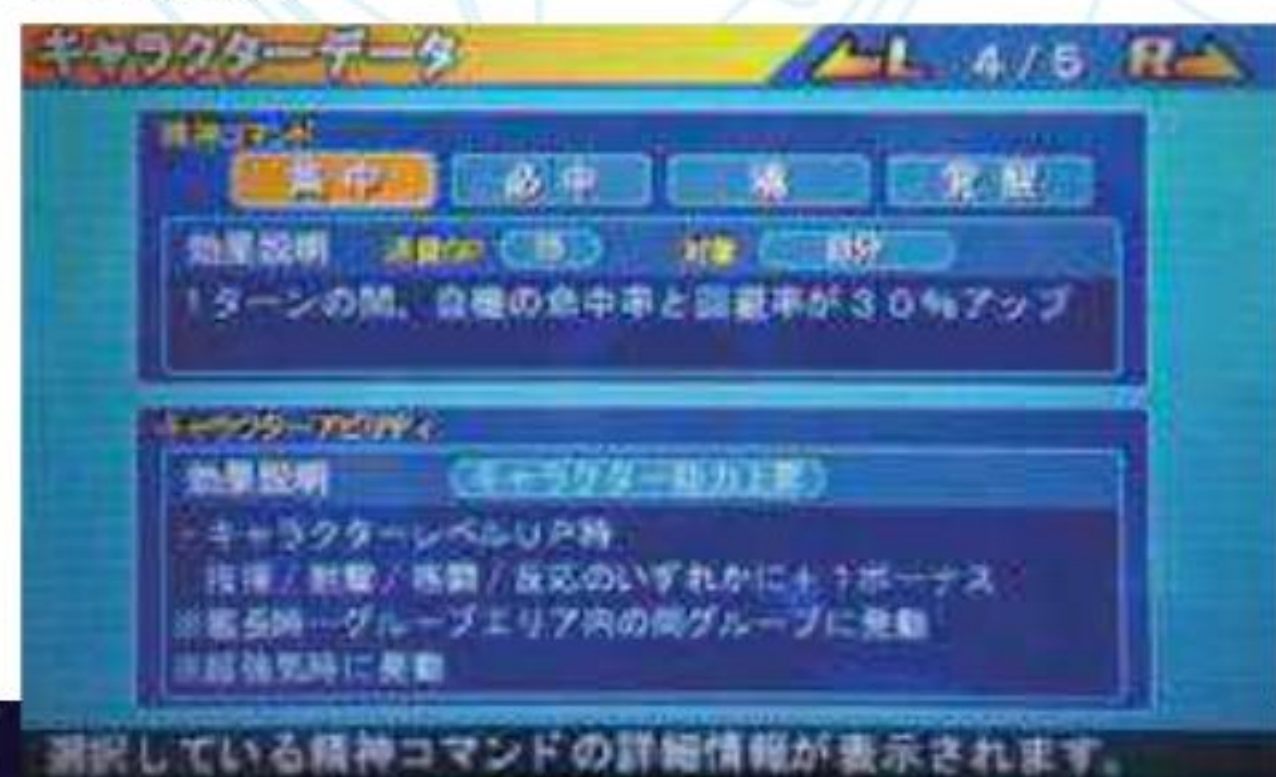 キャラクターデータ
L 4/5 R
精神コマンド
集中 必中 魂 覚醒
効果説明 消費SP 15 対象 自分
1ターンの間、自機の命中率と回避率が30%アップ
キャラクターアビリティ
効果説明 キャラクター能力上昇
・キャラクターレベルUP時
指揮/射撃/格闘/反応のいずれかに+1ボーナス
※艦長時…グループエリア内の同グループに発動
※超強気時に発動
選択している精神コマンドの詳細情報が表示されます。